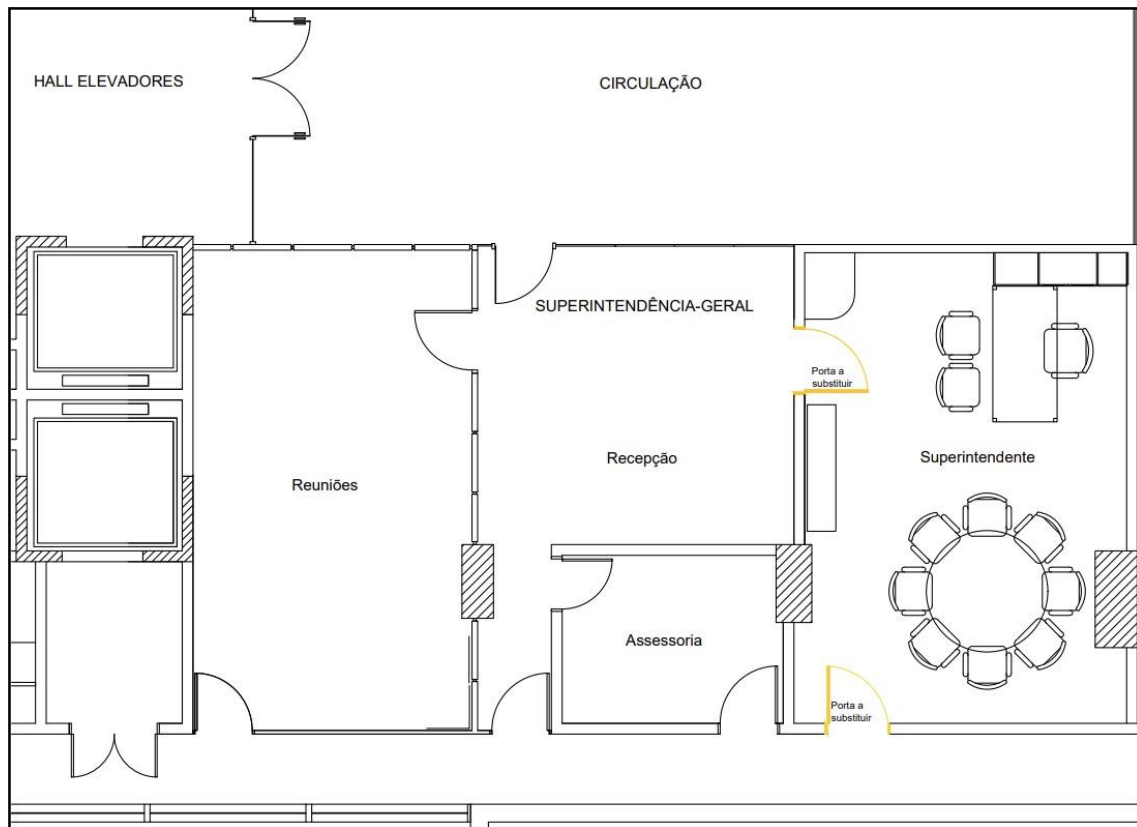 HALL ELEVADORES
CIRCULAÇÃO
SUPERINTENDÊNCIA-GERAL
Porta a
substituir
Recepção
Superintendente
Reuniões
Assessoria
Porta a
substituir